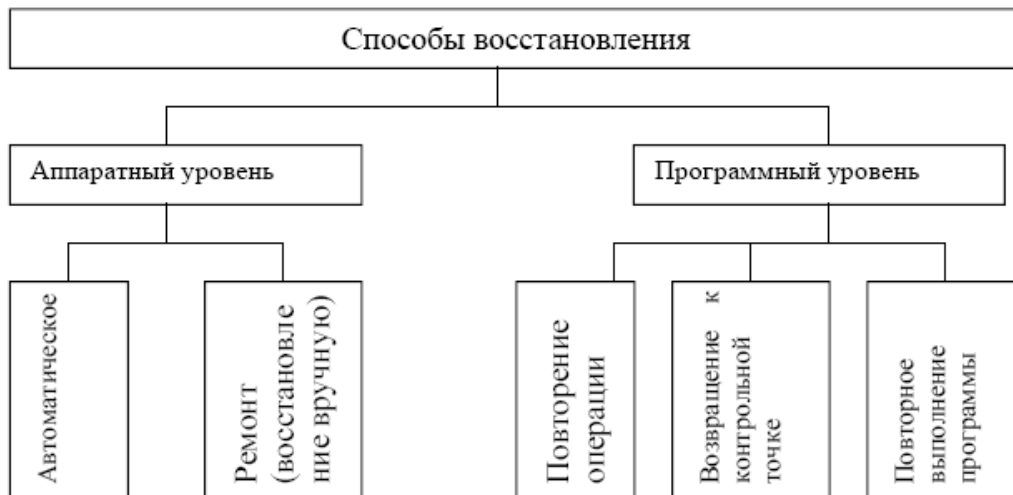 Способы восстановления
Аппаратный уровень
Программный уровень
Автоматическое
Ремонт
(восстановле
ние вручную)
Повторение
операции
Возвращение к
контрольной
точке
Повторное
выполнение
программы